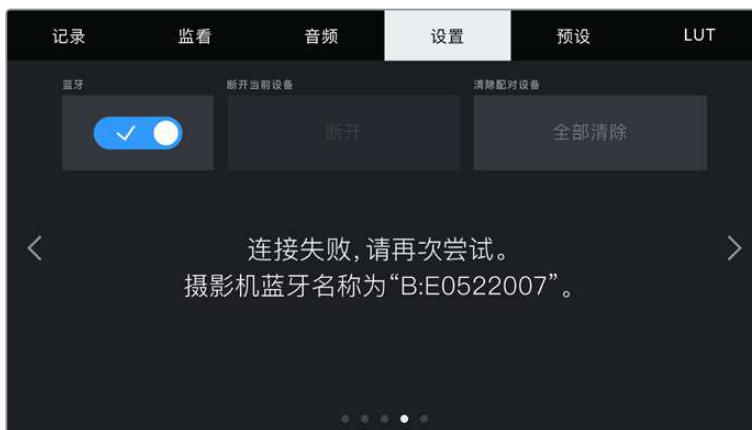 记录 监看 音频 设置 预设 LUT
蓝牙 断开当前设备 清除配对设备
断开 全部清除
连接失败,请再次尝试。
摄影机蓝牙名称为“B:E0522007”。